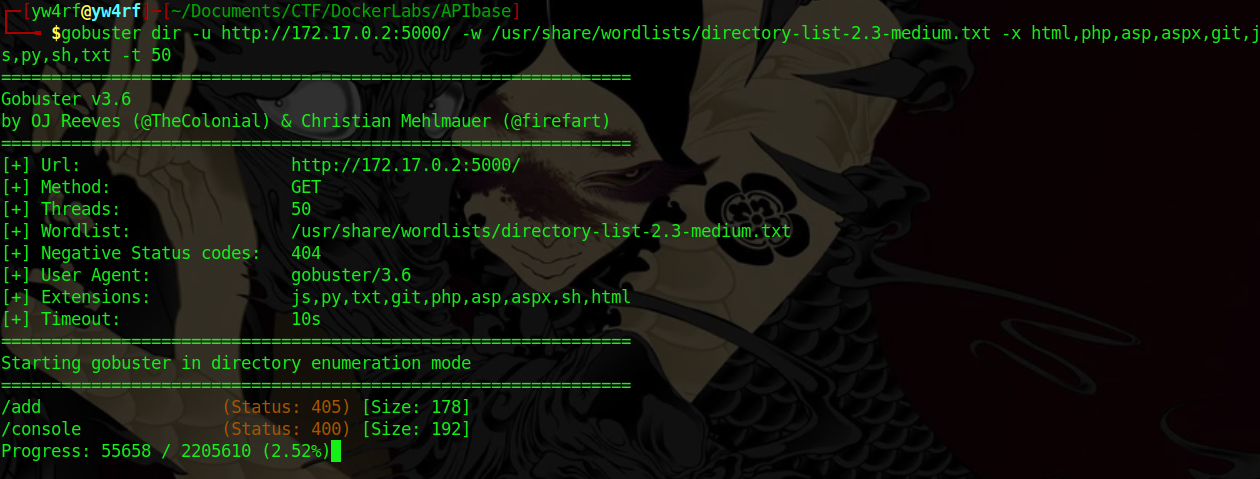 ┌─[yw4rf@yw4rf]─[~/Documents/CTF/DockerLabs/APIbase]
└──╼ $gobuster dir -u http://172.17.0.2:5000/ -w /usr/share/wordlists/directory-list-2.3-medium.txt -x html,php,asp,aspx,git,j
s,py,sh,txt -t 50
===============================================================
Gobuster v3.6
by OJ Reeves (@TheColonial) & Christian Mehlmauer (@firefart)
===============================================================
[+] Url:                     http://172.17.0.2:5000/
[+] Method:                  GET
[+] Threads:                 50
[+] Wordlist:                /usr/share/wordlists/directory-list-2.3-medium.txt
[+] Negative Status codes:   404
[+] User Agent:              gobuster/3.6
[+] Extensions:              js,py,txt,git,php,asp,aspx,sh,html
[+] Timeout:                 10s
===============================================================
Starting gobuster in directory enumeration mode
===============================================================
/add                  (Status: 405) [Size: 178]
/console              (Status: 400) [Size: 192]
Progress: 55658 / 2205610 (2.52%)